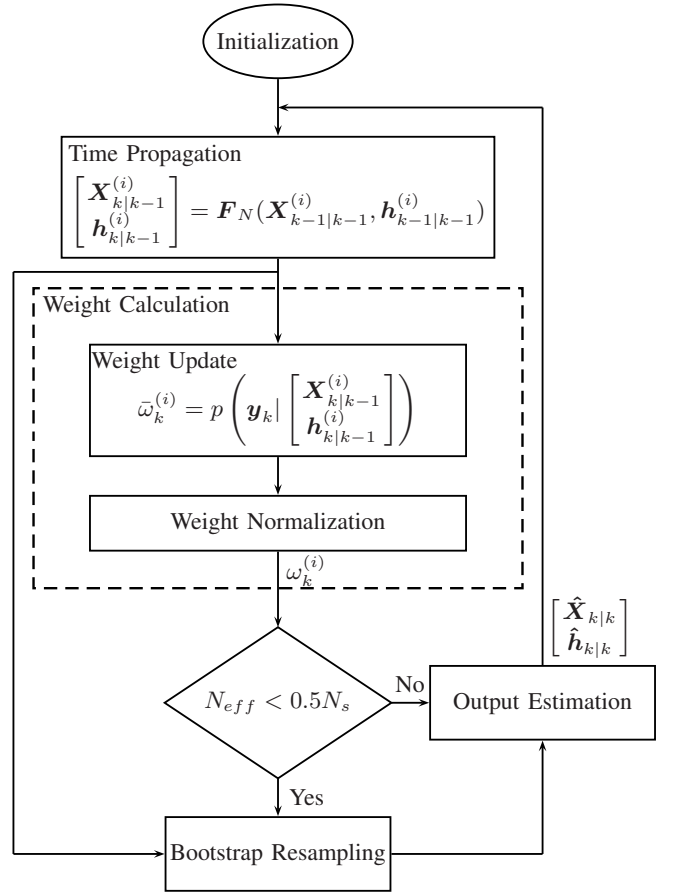 Initialization
Time Propagation
[X^{(i)}_{k|k−1} h^{(i)}_{k|k−1}] = F_N(X^{(i)}_{k−1|k−1}, h^{(i)}_{k−1|k−1})
Weight Calculation
Weight Update
ω̄_k^{(i)} = p(y_k|[X^{(i)}_{k|k−1} h^{(i)}_{k|k−1}])
Weight Normalization
ω_k^{(i)}
[X̂_{k|k} ĥ_{k|k}]
N_{eff} < 0.5N_s
No
Output Estimation
Yes
Bootstrap Resampling